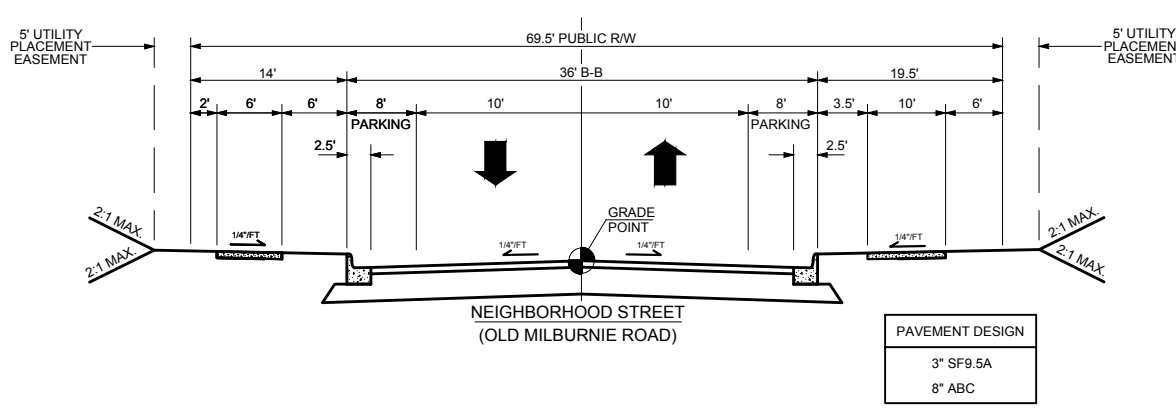 5' UTILITY
PLACEMENT
EASEMENT
69.5' PUBLIC R/W
5' UTILITY
PLACEMENT
EASEMENT
14'
36' B-B
19.5'
2'
6'
6'
8'
10'
10'
8'
3.5'
10'
6'
PARKING
PARKING
2.5'
2.5'
2:1 MAX.
2:1 MAX.
1/4"/FT
1/4"/FT
GRADE
POINT
1/4"/FT
1/4"/FT
2:1 MAX.
2:1 MAX.
NEIGHBORHOOD STREET
(OLD MILBURNIE ROAD)
PAVEMENT DESIGN
3" SF9.5A
8" ABC